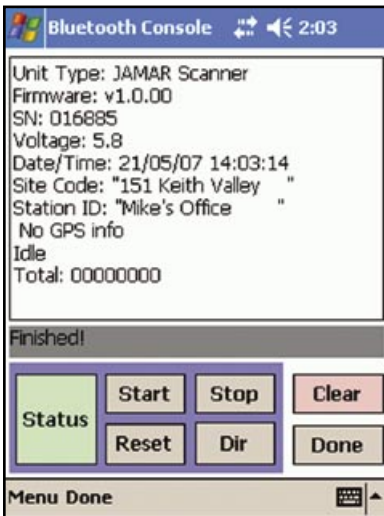 Bluetooth Console 2:03
Unit Type: JAMAR Scanner
Firmware: v1.0.00
SN: 016885
Voltage: 5.8
Date/Time: 21/05/07 14:03:14
Site Code: "151 Keith Valley "
Station ID: "Mike's Office "
No GPS info
Idle
Total: 00000000
Finished!
Status Start Stop Clear
Reset Dir Done
Menu Done